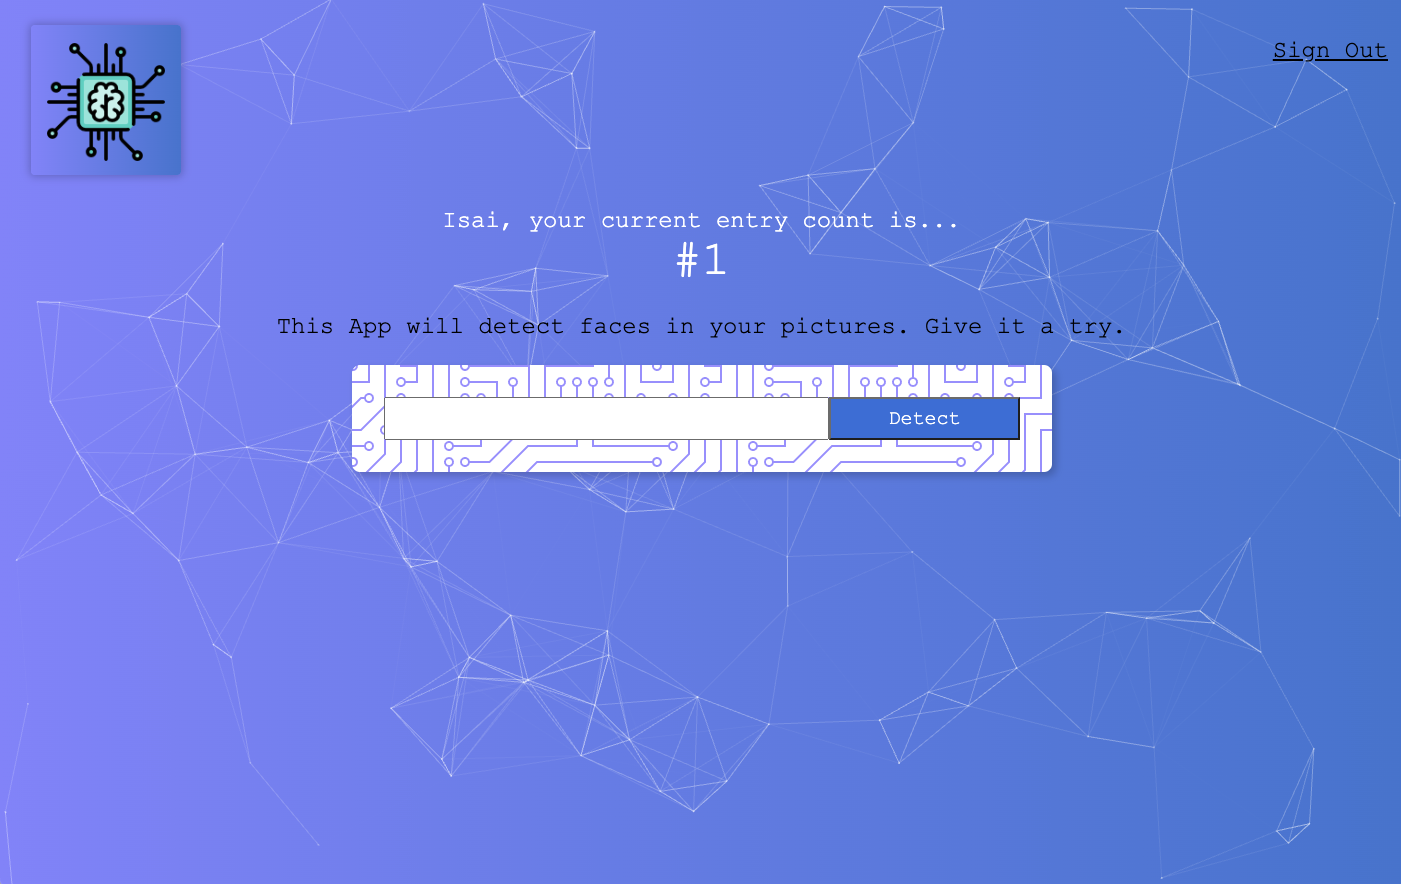 Sign Out
Isai, your current entry count is...
#1
This App will detect faces in your pictures. Give it a try.
Detect